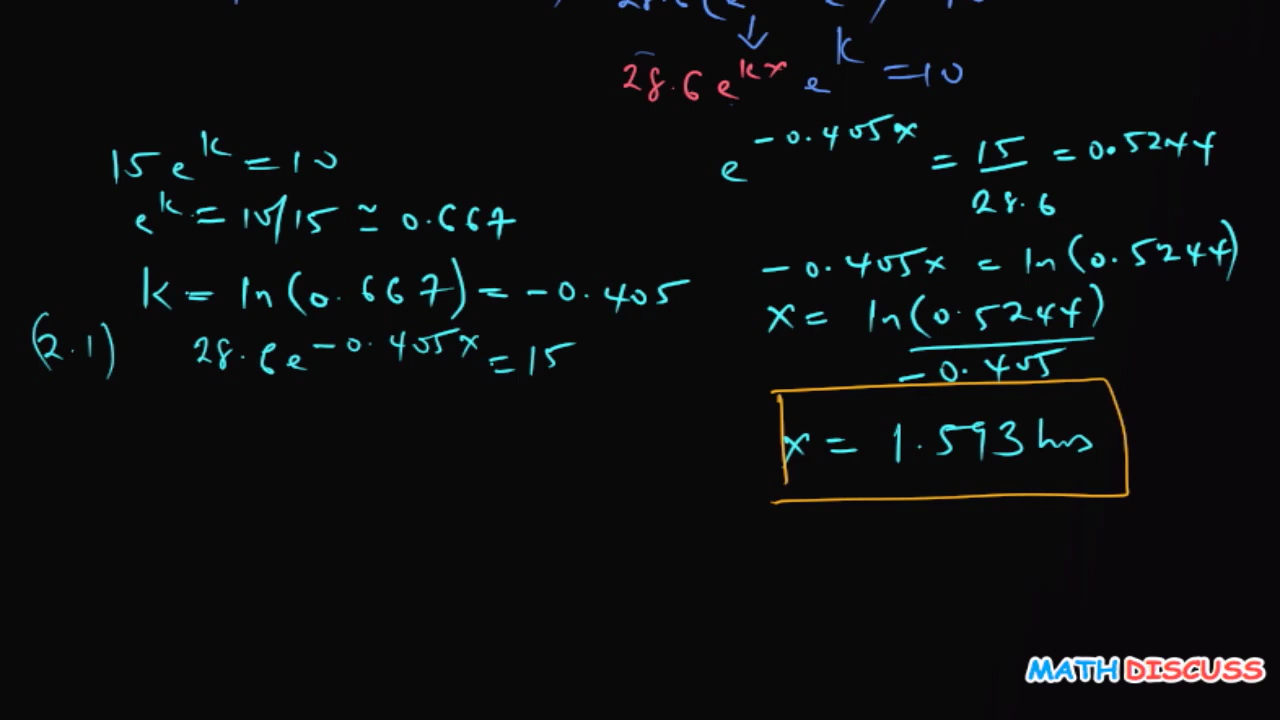 28.6e^{kx} e^{k} = 10
15e^{k} = 10
e^{k} = 10/15 ≅ 0.667
k = ln(0.667) = -0.405
(2.1) 28.6e^{-0.405x} = 15
e^{-0.405x} = 15/28.6 = 0.5244
-0.405x = ln(0.5244)
x = ln(0.5244)
-0.405
x = 1.593 hrs
MATH DISCUSS